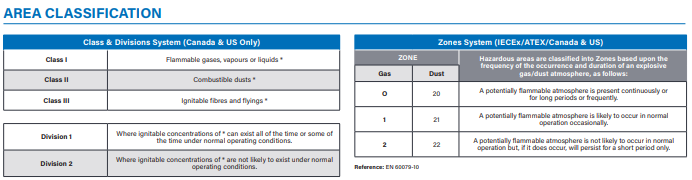 AREA CLASSIFICATION
Class & Divisions System (Canada & US Only)
Class I
Flammable gases, vapours or liquids *
Class II
Combustible dusts *
Class III
Ignitable fibres and flyings *
Division 1
Where ignitable concentrations of * can exist all of the time or some of
the time under normal operating conditions.
Division 2
Where ignitable concentrations of * are not likely to exist under normal
operating conditions.
Zones System (IECEx/ATEX/Canada & US)
ZONE
Hazardous areas are classified into Zones based upon the
frequency of the occurrence and duration of an explosive
gas/dust atmosphere, as follows:
Gas
Dust
0
20
A potentially flammable atmosphere is present continuously or
for long periods or frequently.
1
21
A potentially flammable atmosphere is likely to occur in normal
operation occasionally.
2
22
A potentially flammable atmosphere is not likely to occur in normal
operation but, if it does occur, will persist for a short period only.
Reference: EN 60079-10